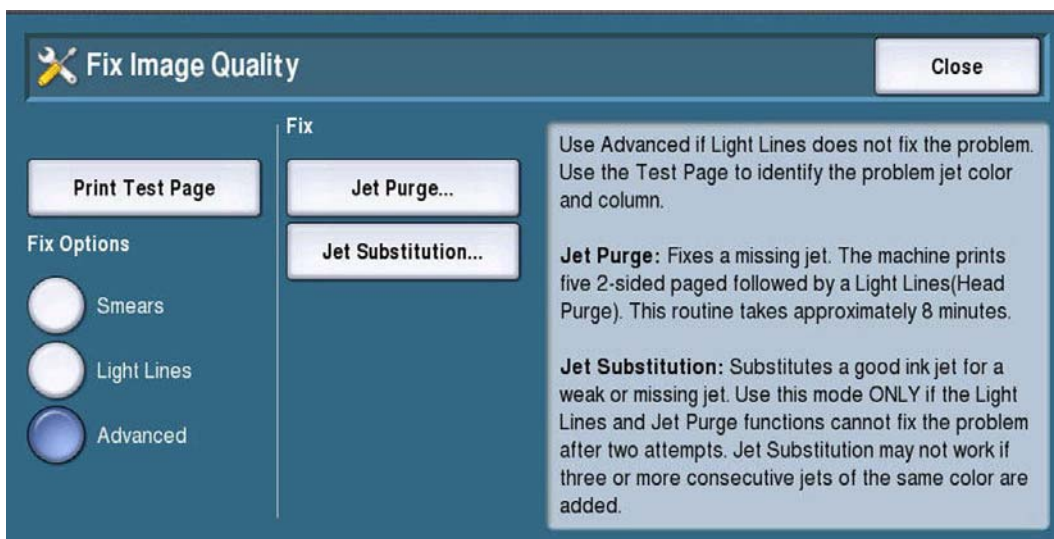 Fix Image Quality
Close
Print Test Page
Fix Options
Smears
Light Lines
Advanced
Fix
Jet Purge...
Jet Substitution...
Use Advanced if Light Lines does not fix the problem.
Use the Test Page to identify the problem jet color
and column.
Jet Purge: Fixes a missing jet. The machine prints
five 2-sided paged followed by a Light Lines(Head
Purge). This routine takes approximately 8 minutes.
Jet Substitution: Substitutes a good ink jet for a
weak or missing jet. Use this mode ONLY if the Light
Lines and Jet Purge functions cannot fix the problem
after two attempts. Jet Substitution may not work if
three or more consecutive jets of the same color are
added.